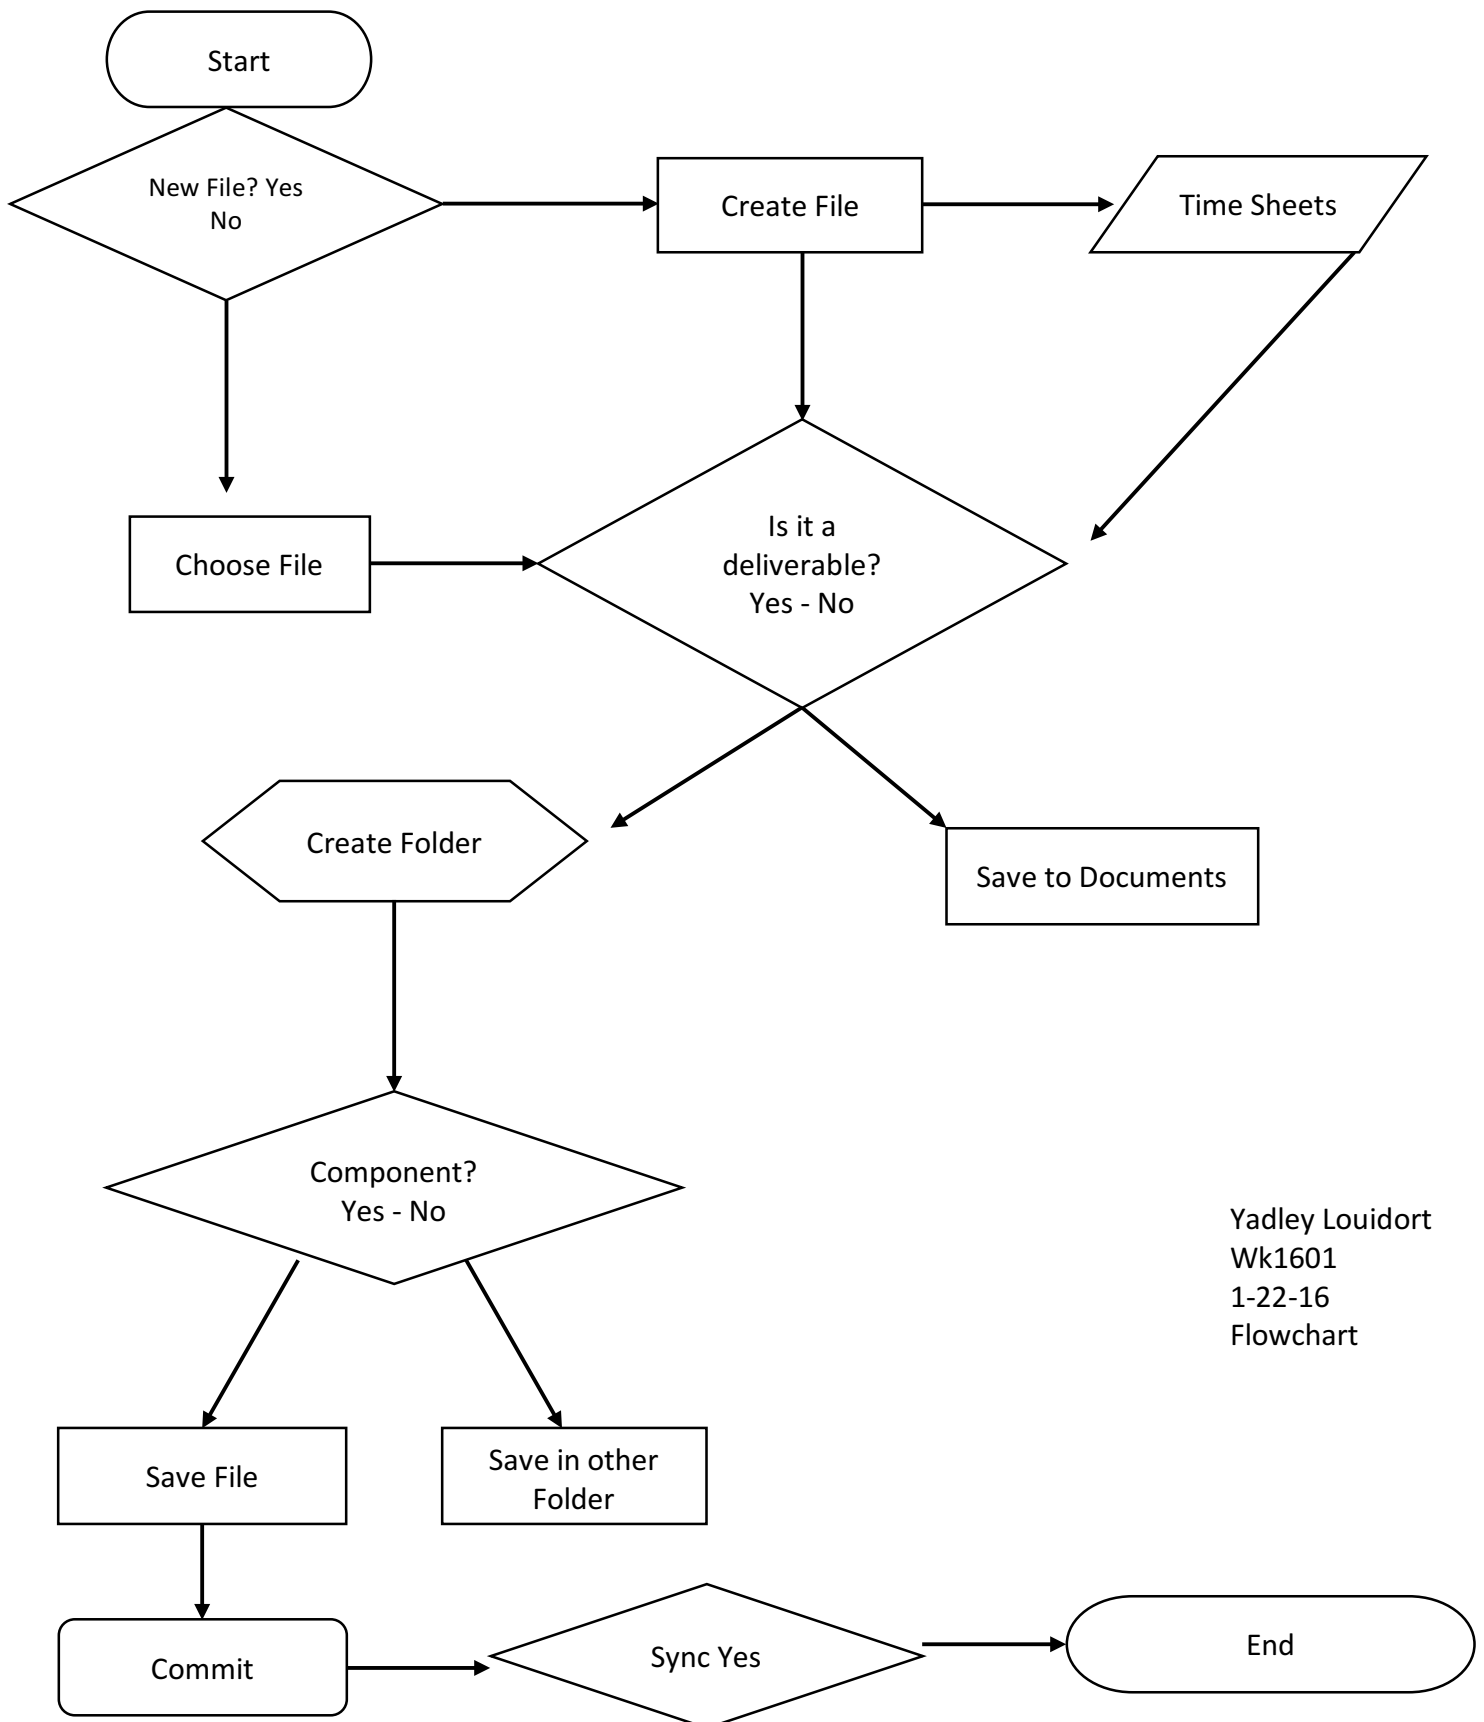 Start
New File? Yes
No
Create File
Time Sheets
Choose File
Is it a
deliverable?
Yes - No
Create Folder
Save to Documents
Component?
Yes - No
Yadley Louidort
Wk1601
1-22-16
Flowchart
Save File
Save in other
Folder
Commit
Sync Yes
End